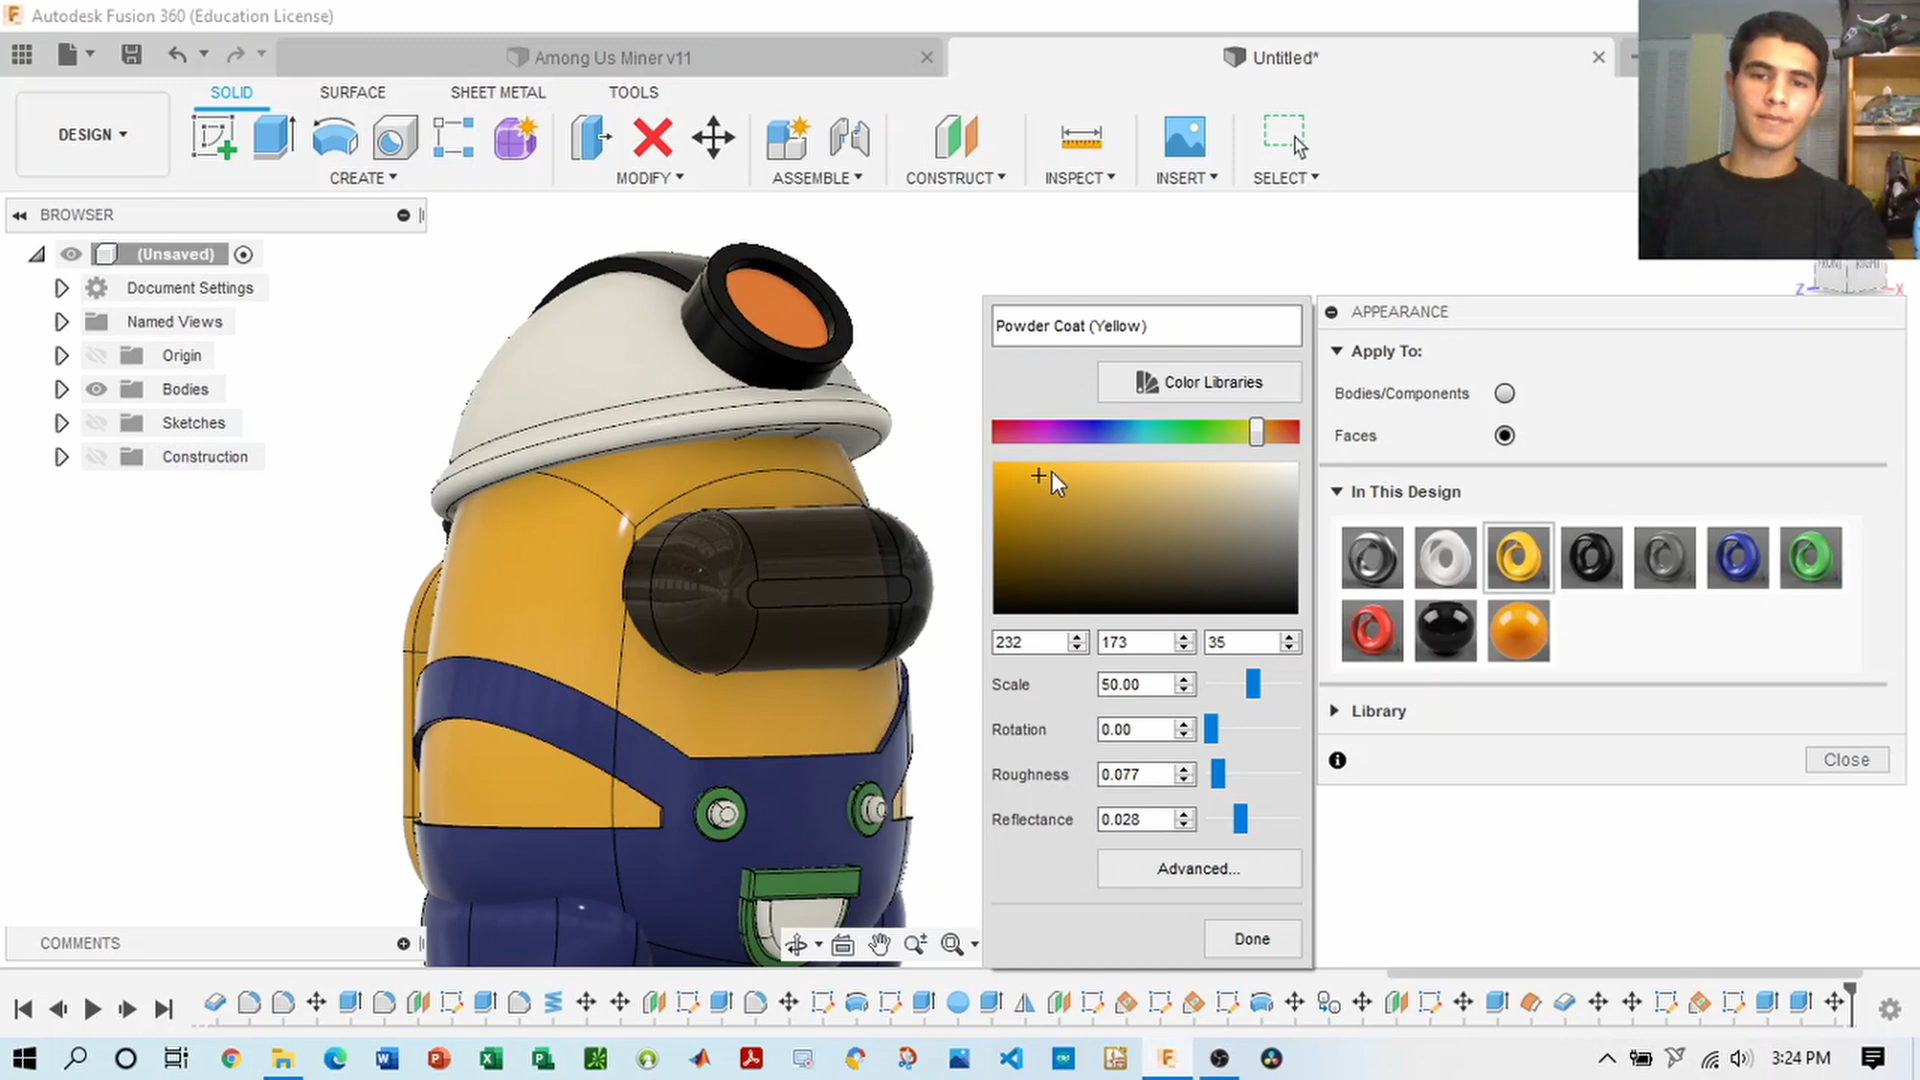 Autodesk Fusion 360 (Education License)
Among Us Miner v11
Untitled*
SOLID
SURFACE
SHEET METAL
TOOLS
DESIGN
CREATE
MODIFY
ASSEMBLE
CONSTRUCT
INSPECT
INSERT
SELECT
BROWSER
(Unsaved)
Document Settings
Named Views
Origin
Bodies
Sketches
Construction
FRONT RIGHT
Z X
Powder Coat (Yellow)
Color Libraries
232 173 35
Scale 50.00
Rotation 0.00
Roughness 0.077
Reflectance 0.028
Advanced...
Done
APPEARANCE
Apply To:
Bodies/Components
Faces
In This Design
Library
Close
COMMENTS
3:24 PM